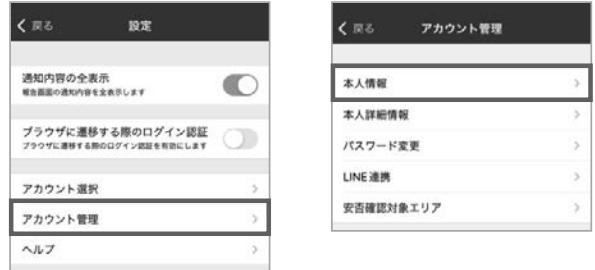 戻る
設定
通知内容の全表示
報告画面の通知内容を全表示します
ブラウザに遷移する際のログイン認証
ブラウザに遷移する際のログイン認証を有効にします
アカウント選択
アカウント管理
ヘルプ
戻る
アカウント管理
本人情報
本人詳細情報
パスワード変更
LINE 連携
安否確認対象エリア